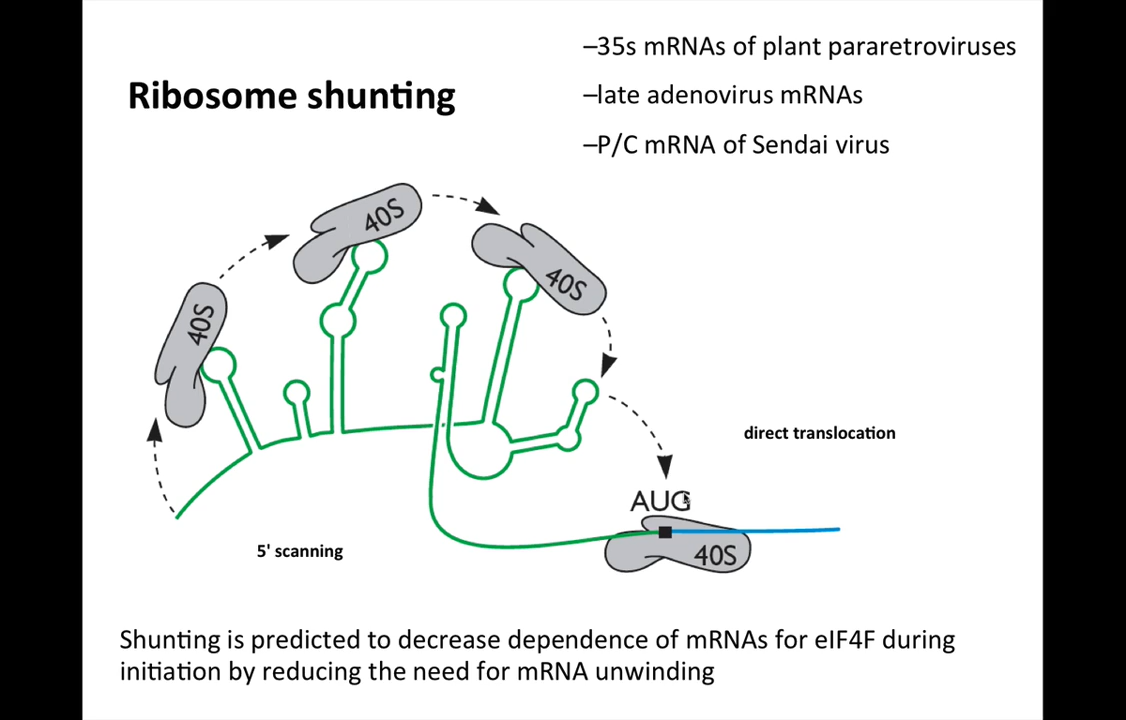 Ribosome shunting
–35s mRNAs of plant pararetroviruses
–late adenovirus mRNAs
–P/C mRNA of Sendai virus
40S
40S
40S
direct translocation
AUG
40S
5' scanning
Shunting is predicted to decrease dependence of mRNAs for eIF4F during
initiation by reducing the need for mRNA unwinding